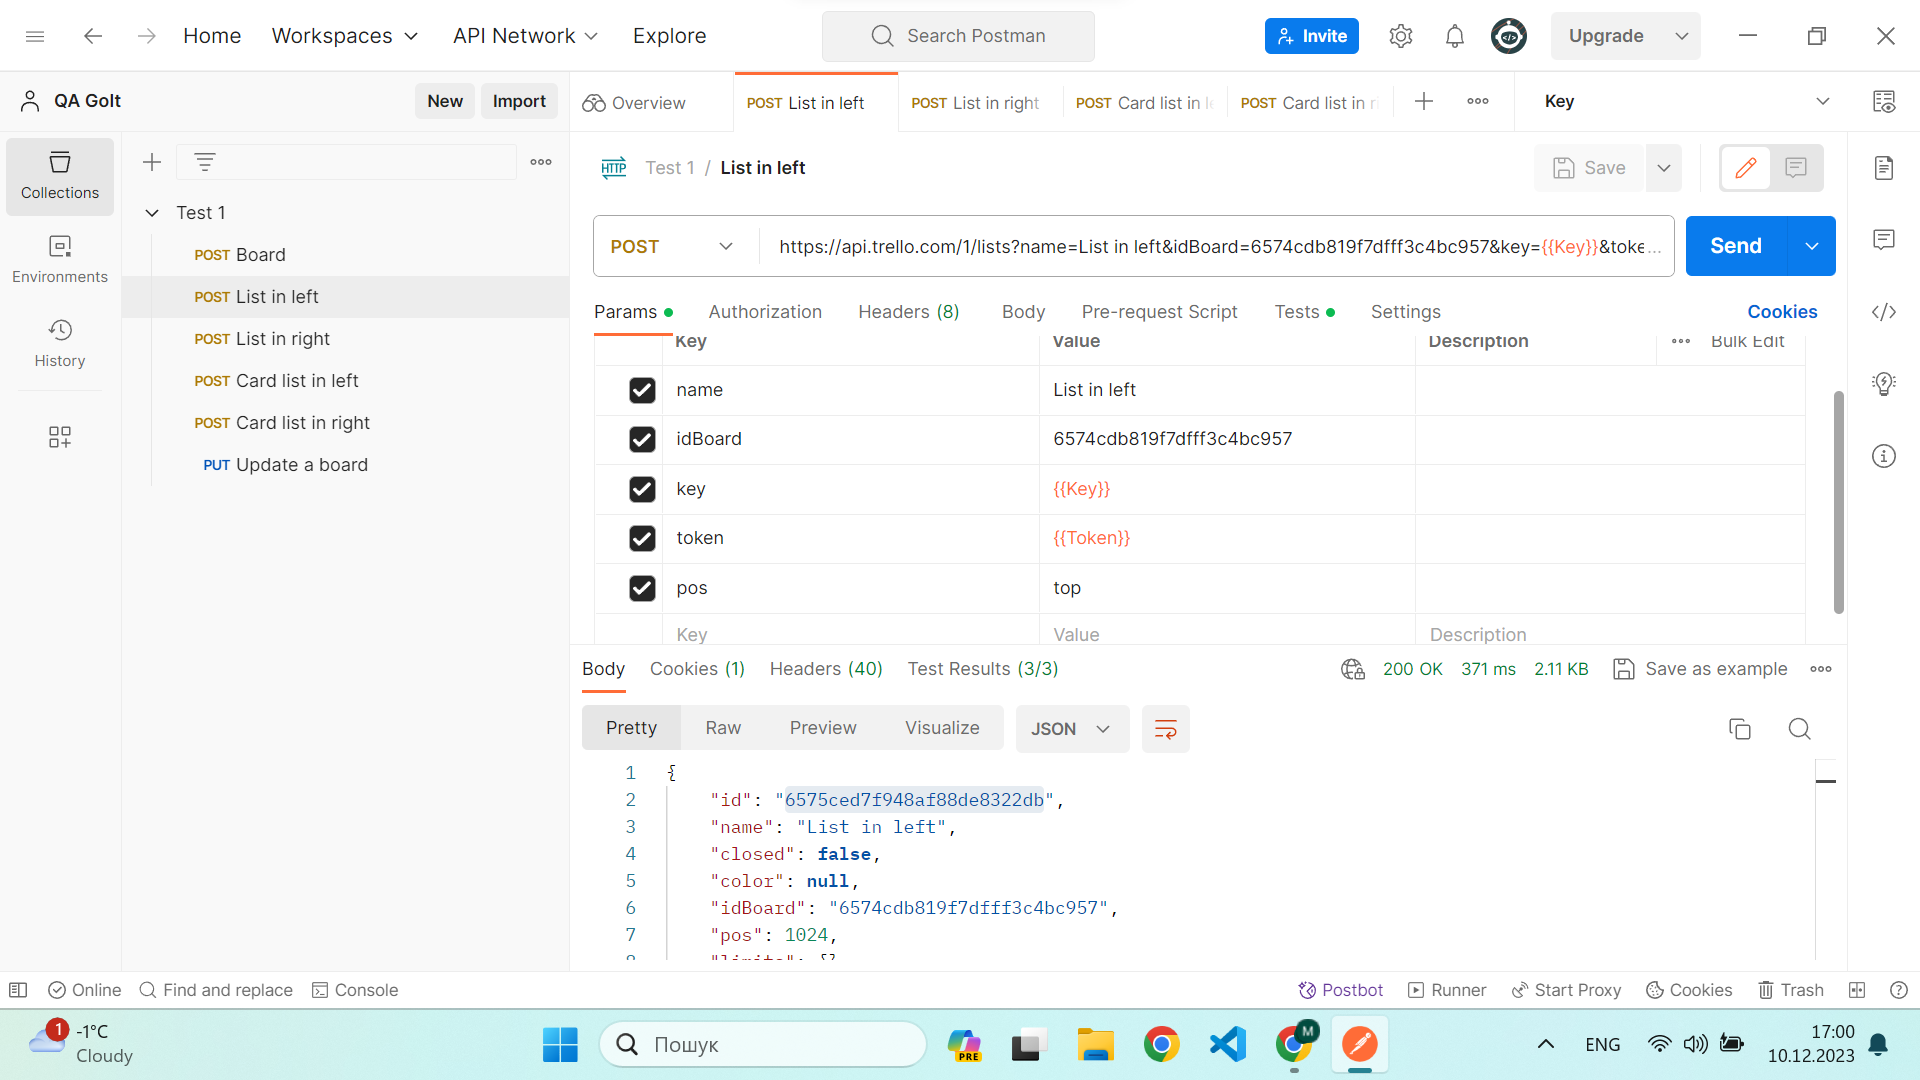 Home
Workspaces
API Network
Explore
Search Postman
Invite
Upgrade
QA GoIt
New
Import
Overview
POST List in left
POST List in right
POST Card list in le
POST Card list in r
Key
Collections
Environments
History
Test 1
POST Board
POST List in left
POST List in right
POST Card list in left
POST Card list in right
PUT Update a board
HTTP
Test 1 / List in left
Save
POST
https://api.trello.com/1/lists?name=List in left&idBoard=6574cdb819f7dfff3c4bc957&key={{Key}}&toke...
Send
Params
Authorization
Headers (8)
Body
Pre-request Script
Tests
Settings
Cookies
Key
Value
Description
Bulk Edit
name
List in left
idBoard
6574cdb819f7dfff3c4bc957
key
{{Key}}
token
{{Token}}
pos
top
Key
Value
Description
Body
Cookies (1)
Headers (40)
Test Results (3/3)
200 OK
371 ms
2.11 KB
Save as example
Pretty
Raw
Preview
Visualize
JSON
1 {
2 "id": "6575ced7f948af88de8322db",
3 "name": "List in left",
4 "closed": false,
5 "color": null,
6 "idBoard": "6574cdb819f7dfff3c4bc957",
7 "pos": 1024,
8 "limits": {}
Online
Find and replace
Console
Postbot
Runner
Start Proxy
Cookies
Trash
1
-1°C
Cloudy
Пошук
PRE
M
ENG
17:00
10.12.2023